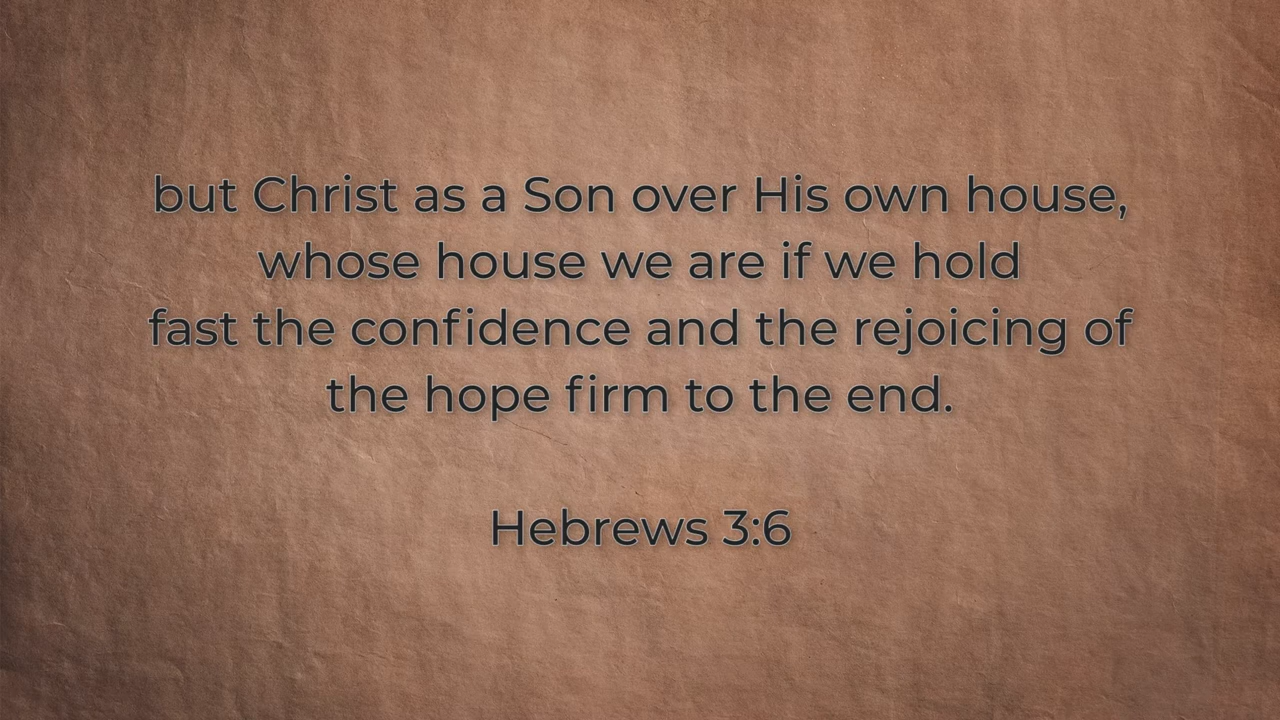 but Christ as a Son over His own house,
whose house we are if we hold
fast the confidence and the rejoicing of
the hope firm to the end.
Hebrews 3:6